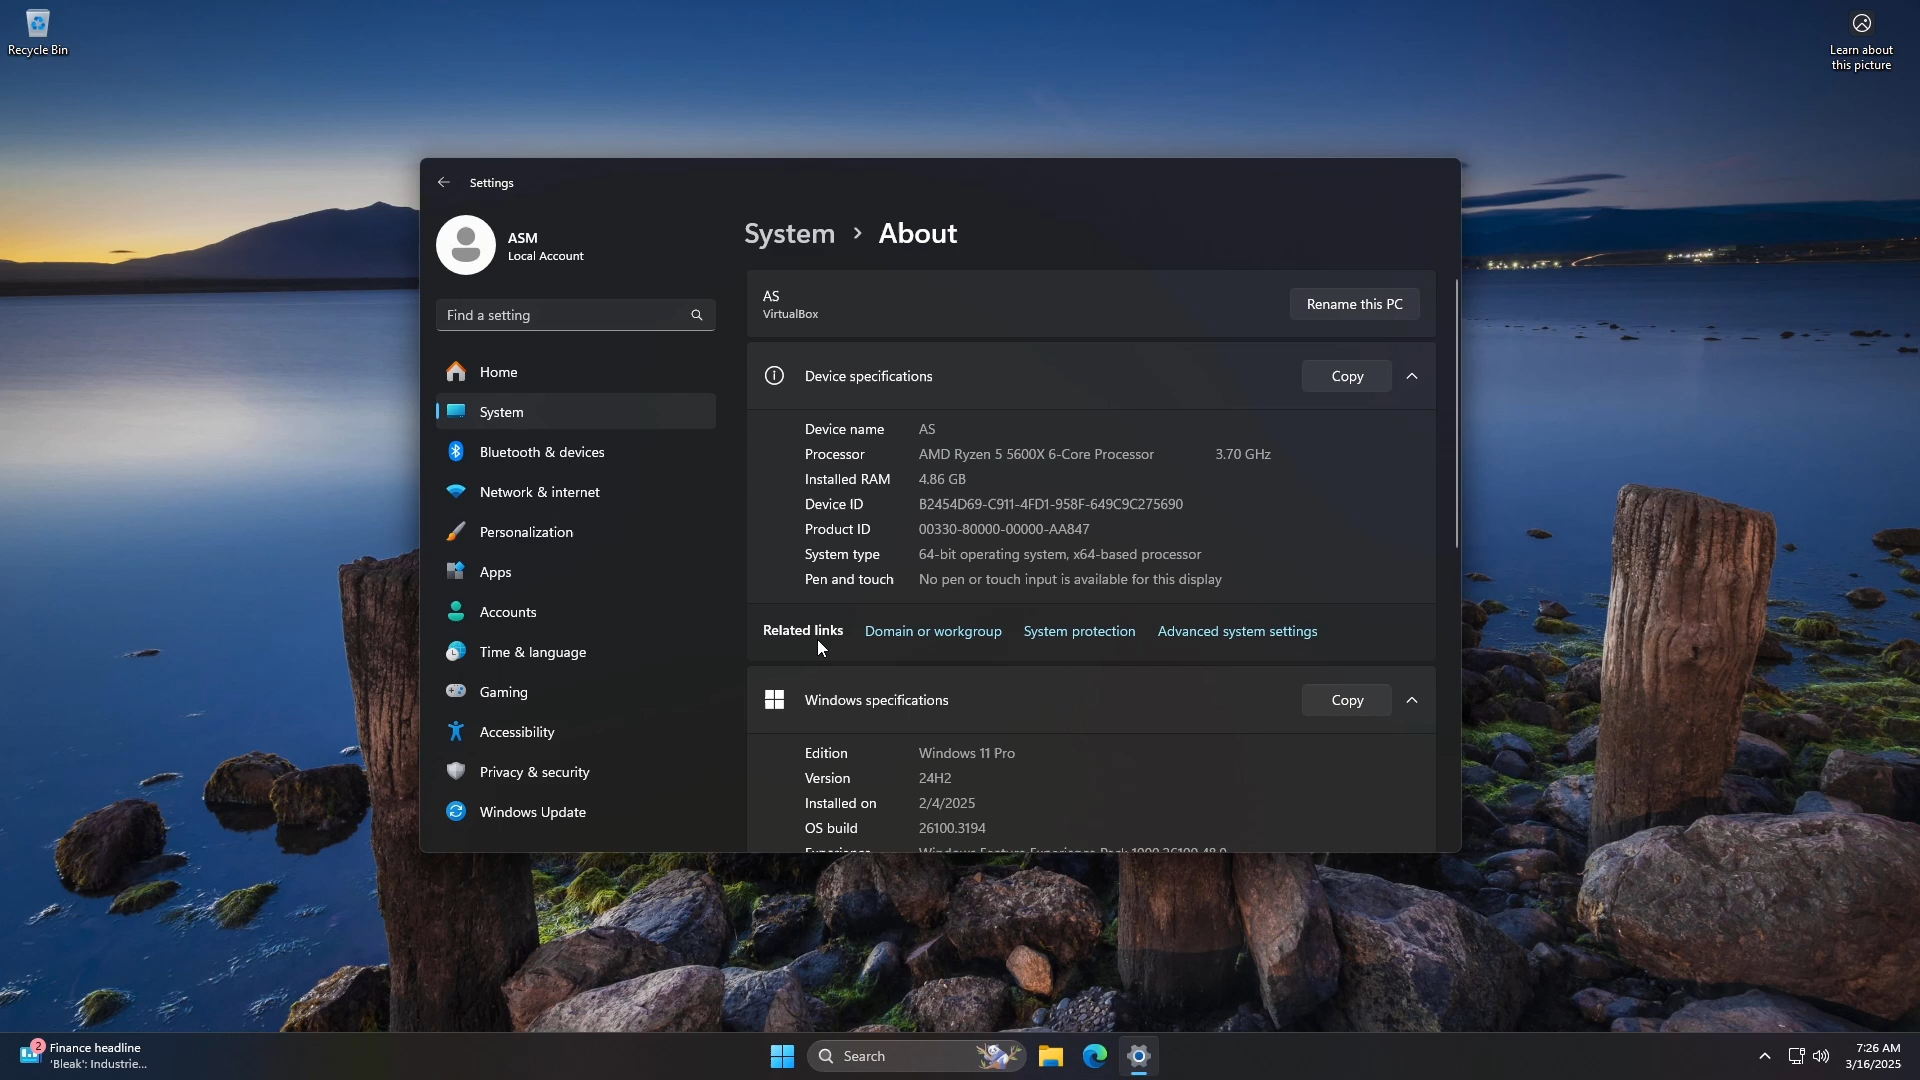 Recycle Bin
Learn about
this picture
Settings
ASM
Local Account
Find a setting
Home
System
Bluetooth & devices
Network & internet
Personalization
Apps
Accounts
Time & language
Gaming
Accessibility
Privacy & security
Windows Update
System > About
AS
VirtualBox
Rename this PC
Device specifications
Copy
Device name AS
Processor AMD Ryzen 5 5600X 6-Core Processor 3.70 GHz
Installed RAM 4.86 GB
Device ID B2454D69-C911-4FD1-958F-649C9C275690
Product ID 00330-80000-00000-AA847
System type 64-bit operating system, x64-based processor
Pen and touch No pen or touch input is available for this display
Related links Domain or workgroup System protection Advanced system settings
Windows specifications
Copy
Edition Windows 11 Pro
Version 24H2
Installed on 2/4/2025
OS build 26100.3194
Experience Windows Feature Experience Pack 1000.26100.48.0
2
Finance headline
'Bleak': Industrie...
Search
7:26 AM
3/16/2025